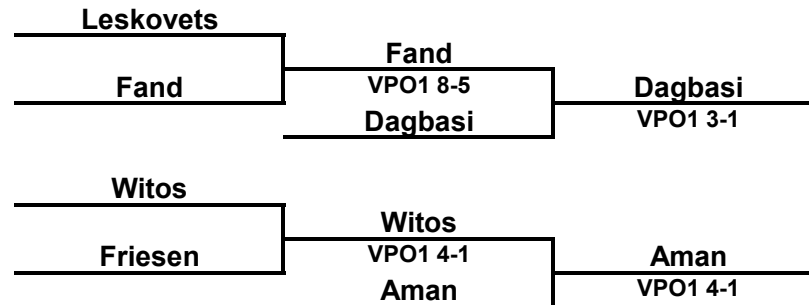 Leskovets
Fand
Fand
VPO1 8-5
Dagbasi
Dagbasi
VPO1 3-1
Witos
Witos
Friesen
VPO1 4-1
Aman
Aman
VPO1 4-1